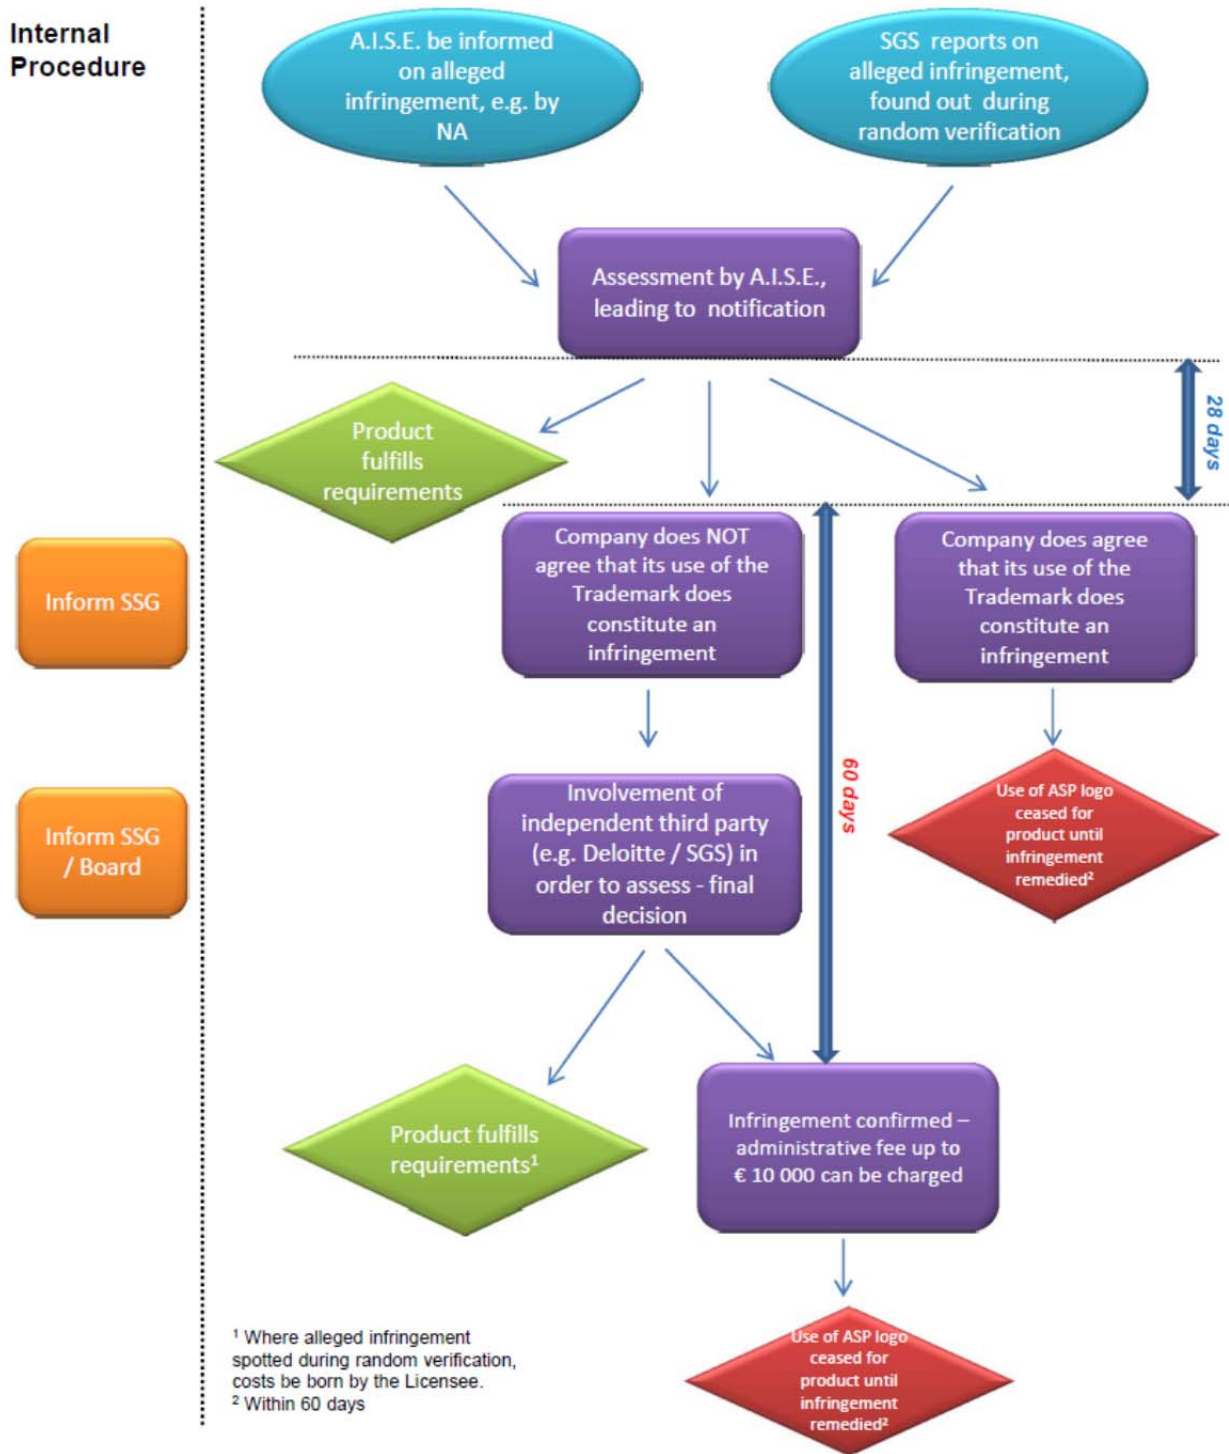 Internal
Procedure
A.I.S.E. be informed
on alleged
infringement, e.g. by
NA
SGS reports on
alleged infringement,
found out during
random verification
Assessment by A.I.S.E.,
leading to notification
28 days
Product
fulfills
requirements
Inform SSG
Company does NOT
agree that its use of the
Trademark does
constitute an
infringement
Company does agree
that its use of the
Trademark does
constitute an
infringement
60 days
Inform SSG
/ Board
Involvement of
independent third party
(e.g. Deloitte / SGS) in
order to assess - final
decision
Use of ASP logo
ceased for
product until
infringement
remedied²
Product fulfills
requirements¹
Infringement confirmed –
administrative fee up to
€ 10 000 can be charged
¹ Where alleged infringement
spotted during random verification,
costs be born by the Licensee.
² Within 60 days
Use of ASP logo
ceased for
product until
infringement
remedied²